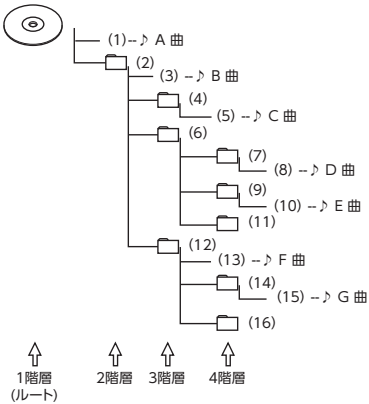 (1)--♪ A 曲
(2)
(3) --♪ B 曲
(4)
(5) --♪ C 曲
(6)
(7)
(8) --♪ D 曲
(9)
(10) --♪ E 曲
(11)
(12)
(13) --♪ F 曲
(14)
(15) --♪ G 曲
(16)
1階層 2階層 3階層 4階層
(ルート)